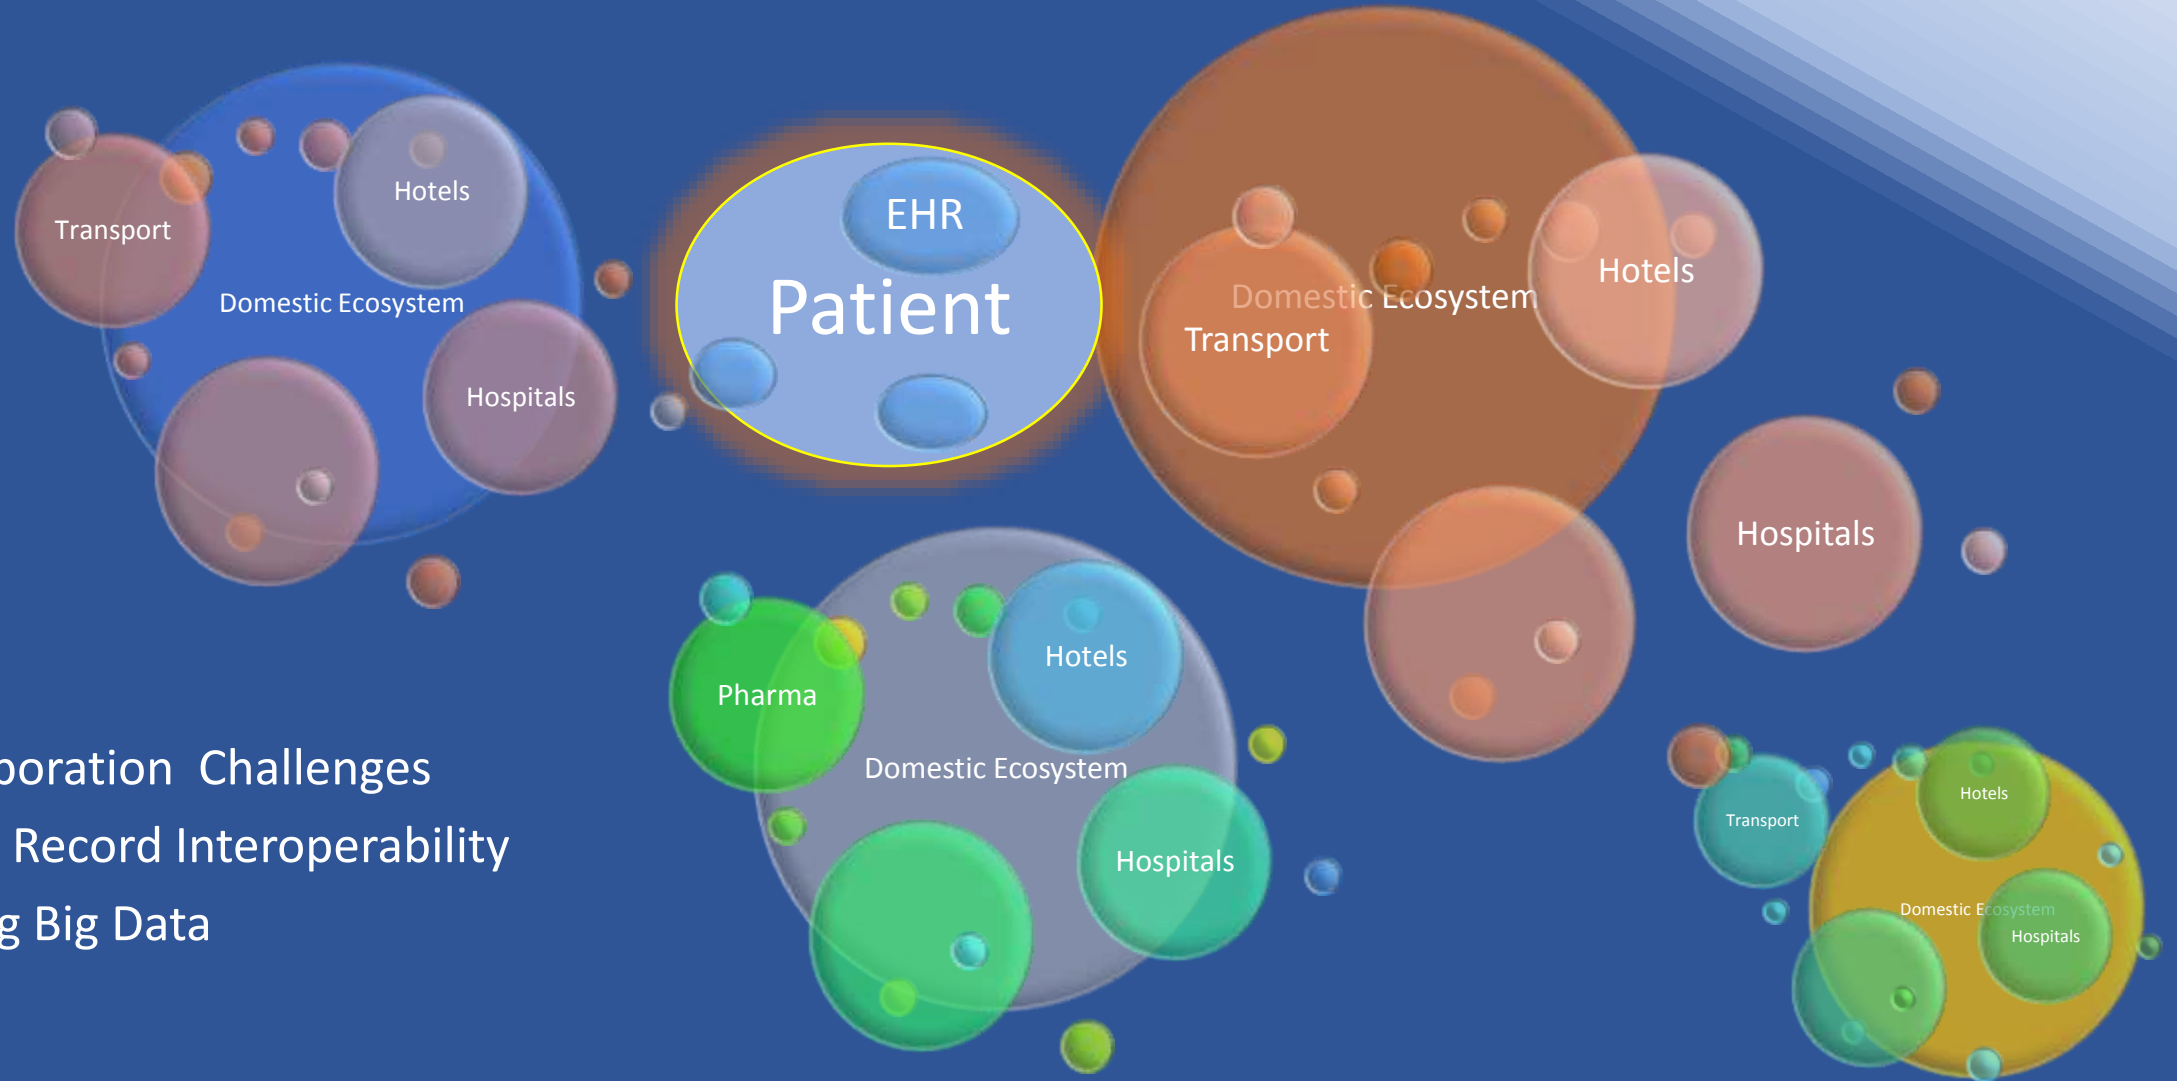 Transport
Hotels
Domestic Ecosystem
Hospitals
EHR
Patient
Domestic Ecosystem
Transport
Hotels
Hospitals
Pharma
Hotels
Domestic Ecosystem
Hospitals
Transport
Hotels
Domestic Ecosystem
Hospitals
Challenges
Record Interoperability
Big Data